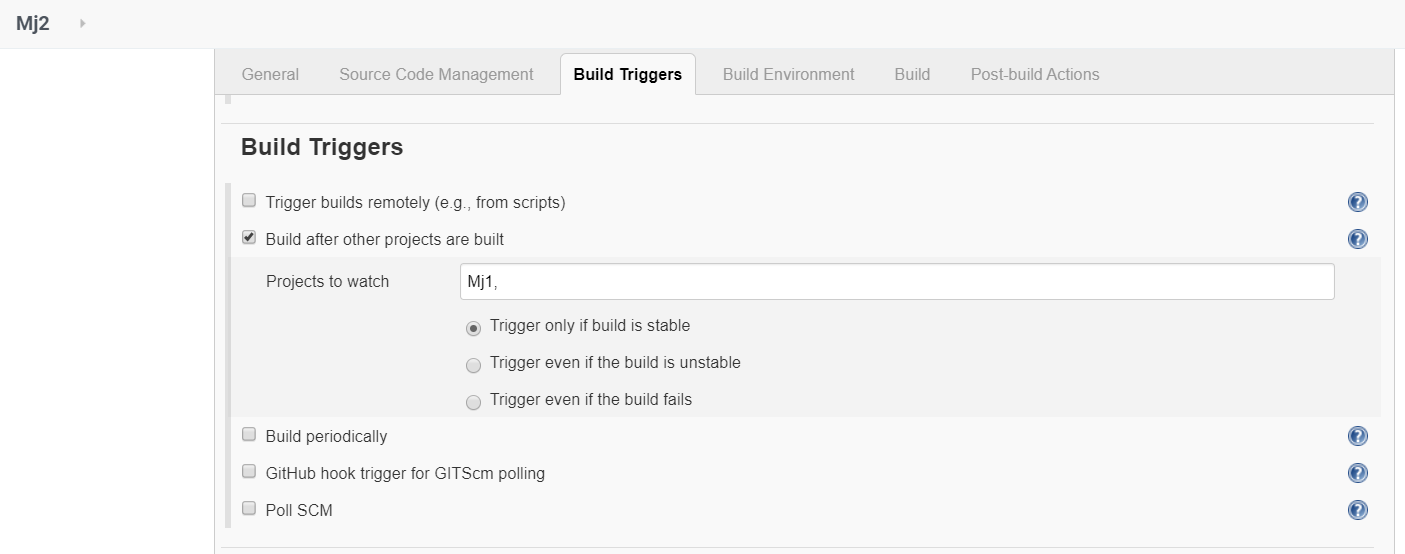 Mj2
General Source Code Management Build Triggers Build Environment Build Post-build Actions
Build Triggers
Trigger builds remotely (e.g., from scripts) ?
Build after other projects are built ?
Projects to watch Mj1,
Trigger only if build is stable
Trigger even if the build is unstable
Trigger even if the build fails
Build periodically ?
GitHub hook trigger for GITScm polling ?
Poll SCM ?